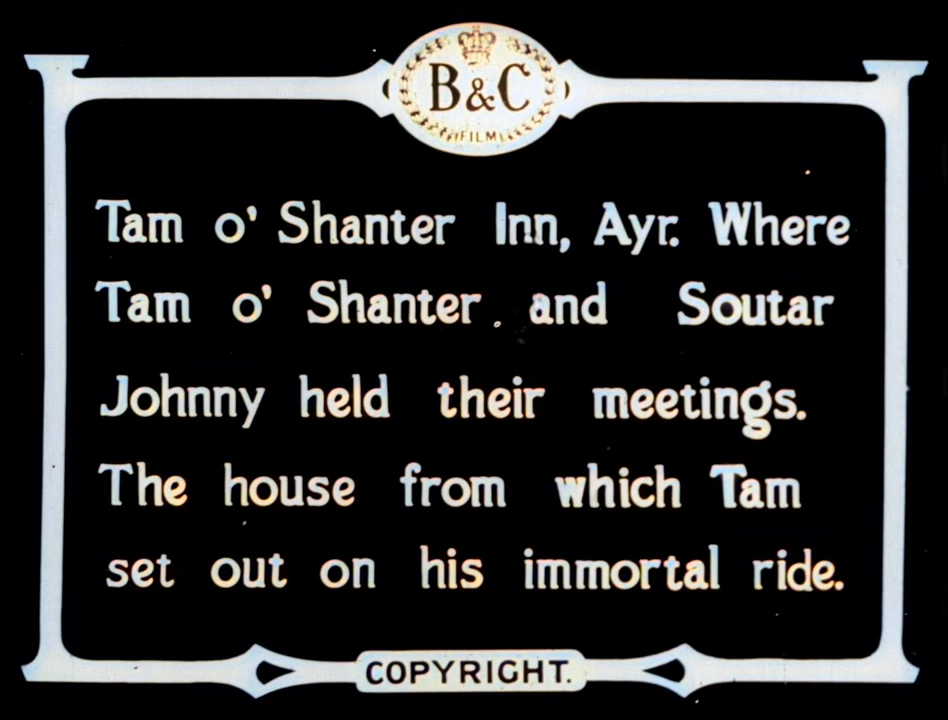 B&C
FILM
Tam o' Shanter Inn, Ayr. Where
Tam o' Shanter and Soutar
Johnny held their meetings.
The house from which Tam
set out on his immortal ride.
COPYRIGHT.